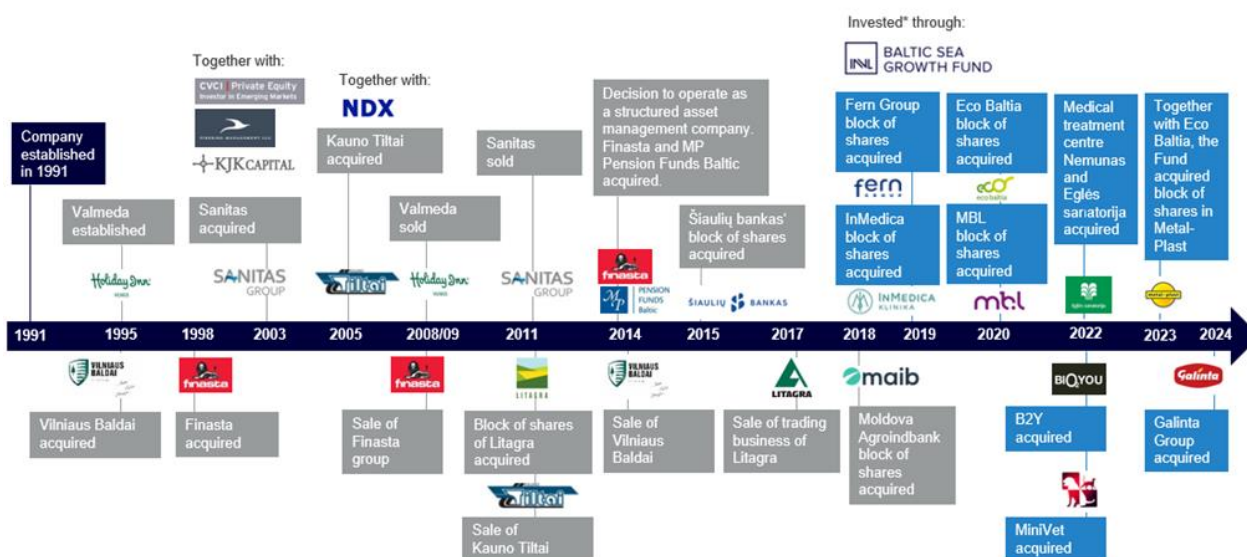 Invested* through:
INVL BALTIC SEA
GROWTH FUND
Together with:
CVCI | Private Equity
Investor in Emerging Markets
KJK CAPITAL
Together with:
NDX
Company
established
in 1991
Kauno Tiltai
acquired
Sanitas
sold
Decision to operate as
a structured asset
management company.
Finasta and MP
Pension Funds Baltic
acquired.
Fern Group
block of
shares
acquired
fern
GROUP
Eco Baltia
block of
shares
acquired
eco
eco baltia
Medical
treatment
centre
Nemunas
and
Eglės
sanatorija
acquired
Together
with Eco
Baltia, the
Fund
acquired
block of
shares in
Metal-
Plast
Valmeda
established
Holiday Inn
Sanitas
acquired
SANITAS
GROUP
Tiltai
Valmeda
sold
Holiday Inn
SANITAS
GROUP
finasta
MP PENSION
FUNDS
Baltic
Šiaulių bankas'
block of shares
acquired
ŠIAULIŲ BANKAS
InMedica
block of
shares
acquired
INMEDICA
KLINIKA
MBL
block of
shares
acquired
mbl
Eglės sanatorija
metal-plast
1991 1995 1998 2003 2005 2008/09 2011 2014 2015 2017 2018 2019 2020 2022 2023 2024
VILNIAUS
BALDAI
Vilniaus Baldai
acquired
finasta
Finasta
acquired
finasta
Sale of
Finasta
group
LITAGRA
Block of shares
of Litagra
acquired
Tiltai
Sale of
Kauno Tiltai
VILNIAUS
BALDAI
Sale of
Vilniaus
Baldai
LITAGRA
Sale of trading
business of
Litagra
maib
Moldova
Agroindbank
block of
shares
acquired
BIO2YOU
B2Y
acquired
MiniVet
acquired
Galinta
Galinta
Group
acquired